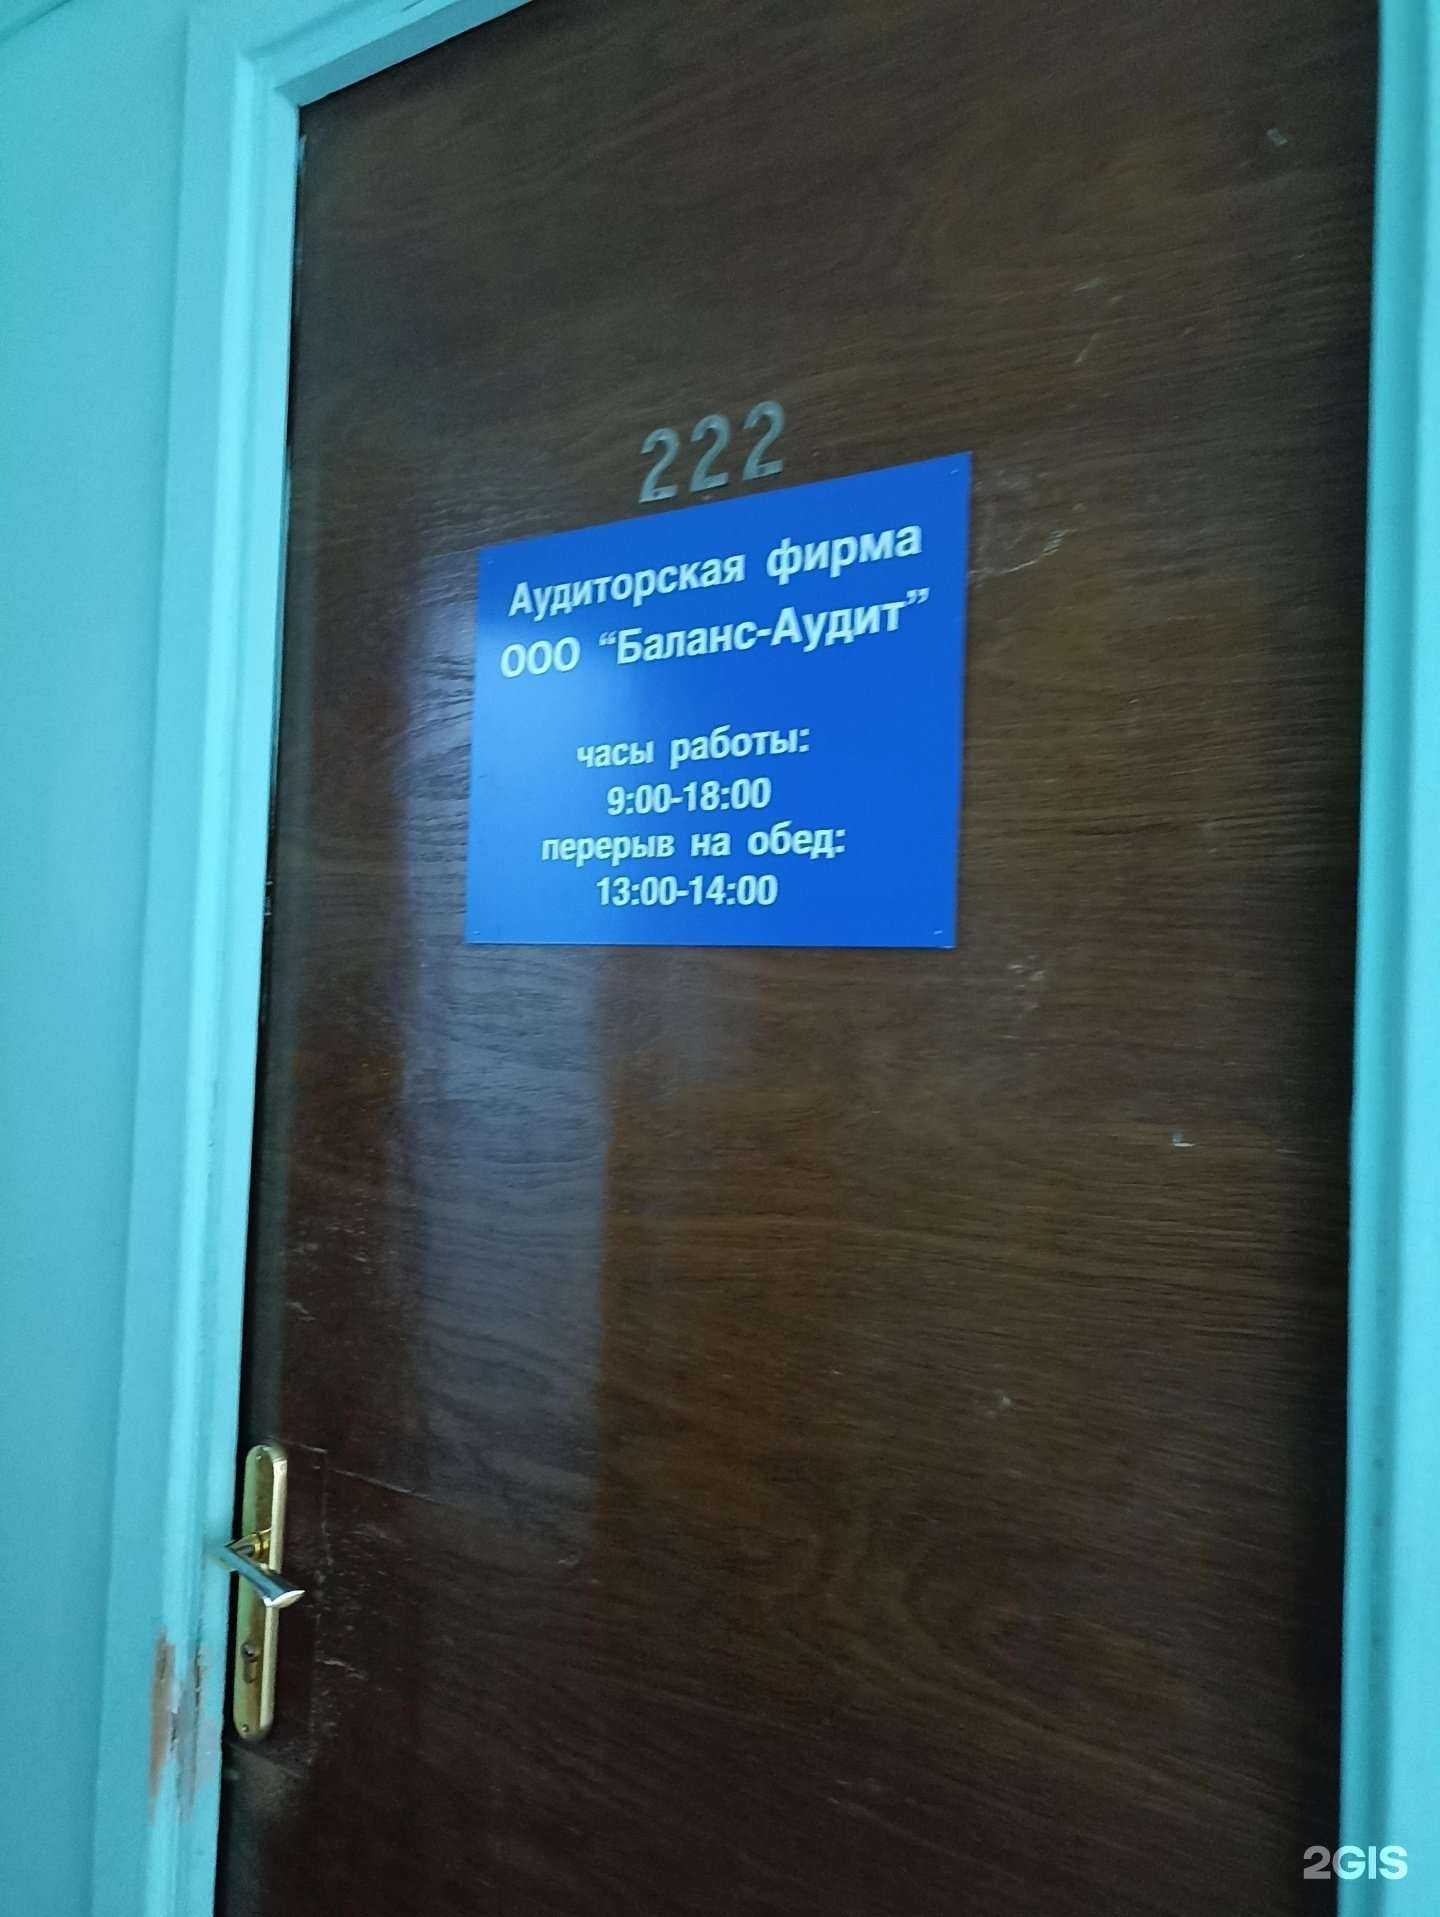 222
Аудиторская фирма
ООО “Баланс-Аудит”
часы работы:
9:00-18:00
перерыв на обед:
13:00-14:00
2GIS